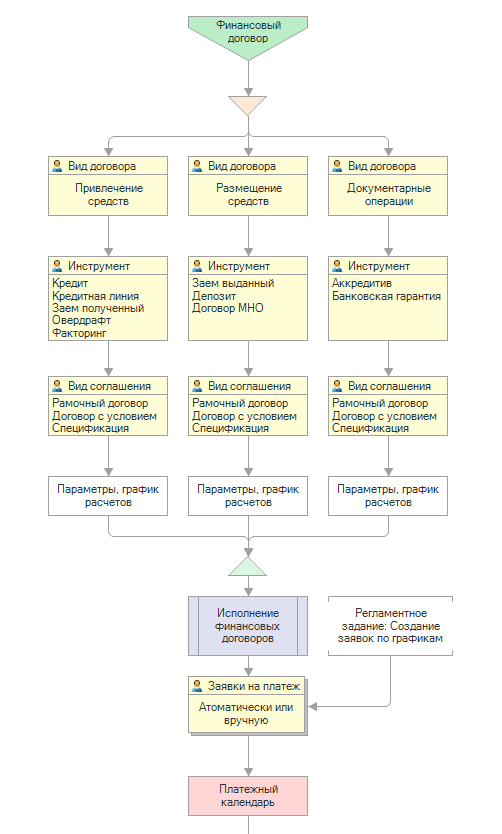 Финансовый
договор
Вид договора
Привлечение
средств
Вид договора
Размещение
средств
Вид договора
Документарные
операции
Инструмент
Кредит
Кредитная линия
Заем полученный
Овердрафт
Факторинг
Инструмент
Заем выданный
Депозит
Договор МНО
Инструмент
Аккредитив
Банковская гарантия
Вид соглашения
Рамочный договор
Договор с условием
Спецификация
Вид соглашения
Рамочный договор
Договор с условием
Спецификация
Вид соглашения
Рамочный договор
Договор с условием
Спецификация
Параметры, график
расчетов
Параметры, график
расчетов
Параметры, график
расчетов
Исполнение
финансовых
договоров
Регламентное
задание: Создание
заявок по графикам
Заявки на платеж
Атоматически или
вручную
Платежный
календарь